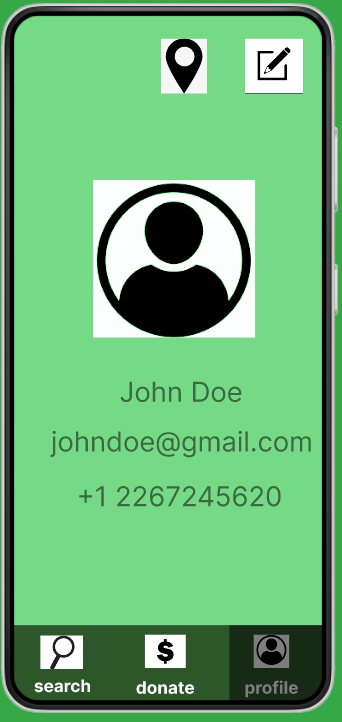 John Doe
johndoe@gmail.com
+1 2267245620
$
search
donate
profile